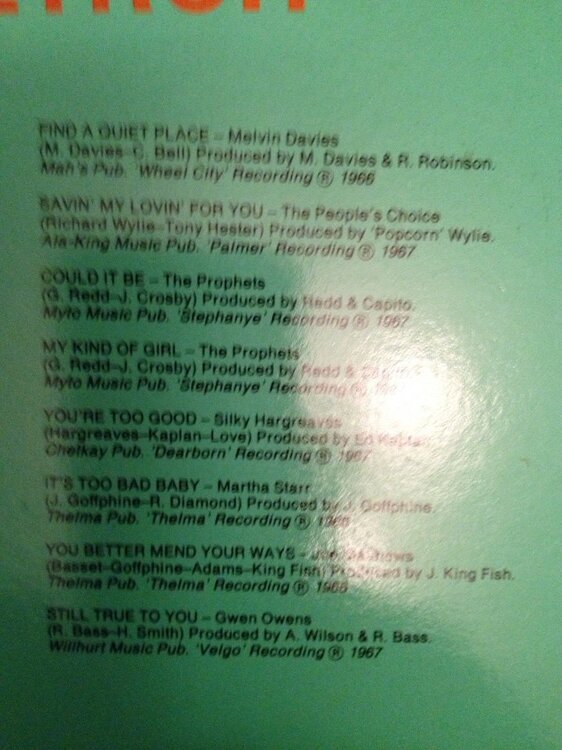 FIND A QUIET PLACE – Melvin Davies
(M. Davies–C. Bell) Produced by M. Davies & R. Robinson.
Mah's Pub. 'Wheel City' Recording Ⓟ 1966
SAVIN' MY LOVIN' FOR YOU – The People's Choice
(Richard Wylie–Tony Hester) Produced by 'Popcorn' Wylie.
Ala-King Music Pub. 'Palmer' Recording Ⓟ 1967
COULD IT BE – The Prophets
(G. Redd–J. Crosby) Produced by Redd & Capito.
Myto Music Pub. 'Stephanye' Recording Ⓟ 1967
MY KIND OF GIRL – The Prophets
(G. Redd–J. Crosby) Produced by Redd &
Myto Music Pub. 'Stephanye' Recording Ⓟ
YOU'RE TOO GOOD – Silky Hargreaves
(Hargreaves–Kaplan–Love) Produced by Ed
Chelkay Pub. 'Dearborn' Recording Ⓟ 1967
IT'S TOO BAD BABY – Martha Starr
(J. Goffphine–R. Diamond) Produced by J. Goffphine.
Thelma Pub. 'Thelma' Recording Ⓟ
YOU BETTER MEND YOUR WAYS –
(Basset–Goffphine–Adams–King Fish) Produced by J. King Fish.
Thelma Pub. 'Thelma' Recording Ⓟ
STILL TRUE TO YOU – Gwen Owens
(R. Bass–H. Smith) Produced by A. Wilson & R. Bass.
Willhurt Music Pub. 'Velgo' Recording Ⓟ 1967